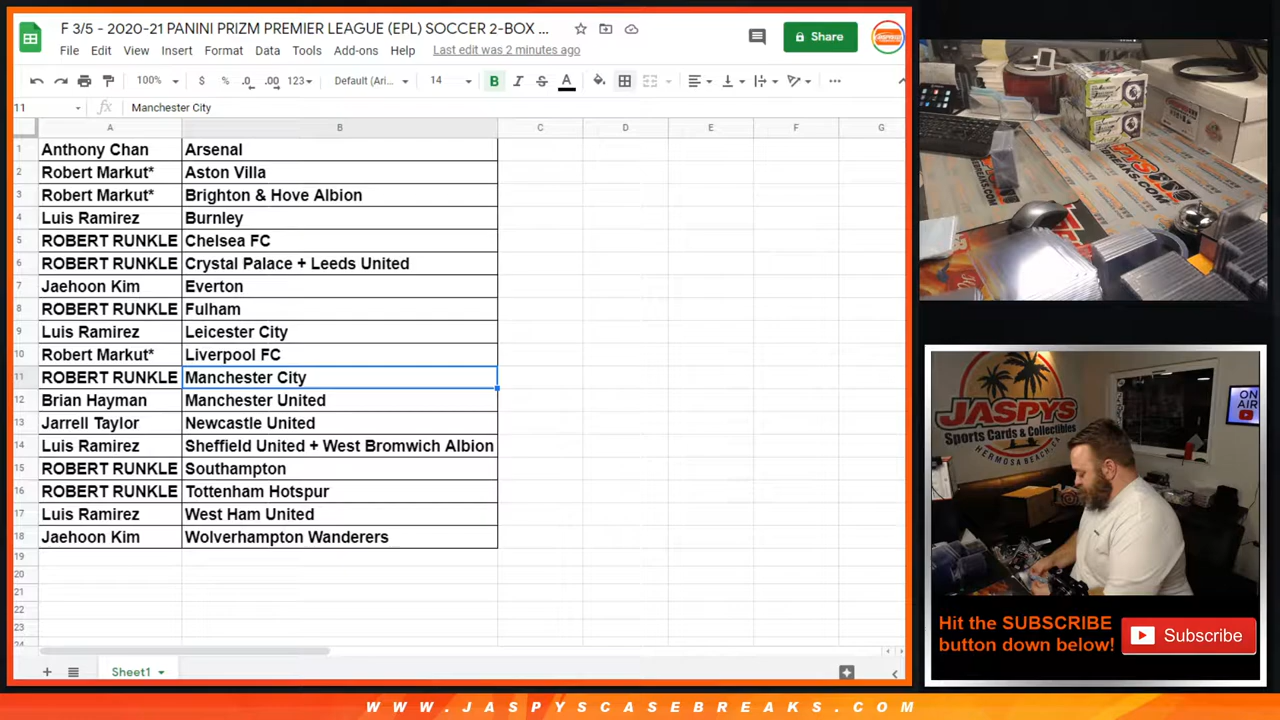 F 3/5 - 2020-21 PANINI PRIZM PREMIER LEAGUE (EPL) SOCCER 2-BOX ...
File Edit View Insert Format Data Tools Add-ons Help Last edit was 2 minutes ago
Share
100% $ % .0 .00 123 Default (Ari... 14 B I S A
11 fx Manchester City
A B C D E F G
1 Anthony Chan Arsenal
2 Robert Markut* Aston Villa
3 Robert Markut* Brighton & Hove Albion
4 Luis Ramirez Burnley
5 ROBERT RUNKLE Chelsea FC
6 ROBERT RUNKLE Crystal Palace + Leeds United
7 Jaehoon Kim Everton
8 ROBERT RUNKLE Fulham
9 Luis Ramirez Leicester City
10 Robert Markut* Liverpool FC
11 ROBERT RUNKLE Manchester City
12 Brian Hayman Manchester United
13 Jarrell Taylor Newcastle United
14 Luis Ramirez Sheffield United + West Bromwich Albion
15 ROBERT RUNKLE Southampton
16 ROBERT RUNKLE Tottenham Hotspur
17 Luis Ramirez West Ham United
18 Jaehoon Kim Wolverhampton Wanderers
19
20
21
22
23
24
Sheet1
JASPYS
Sports Cards & Collectibles
HERMOSA BEACH, CA
ON
AIR
Hit the SUBSCRIBE
button down below!
Subscribe
WWW.JASPYSCASEBREAKS.COM